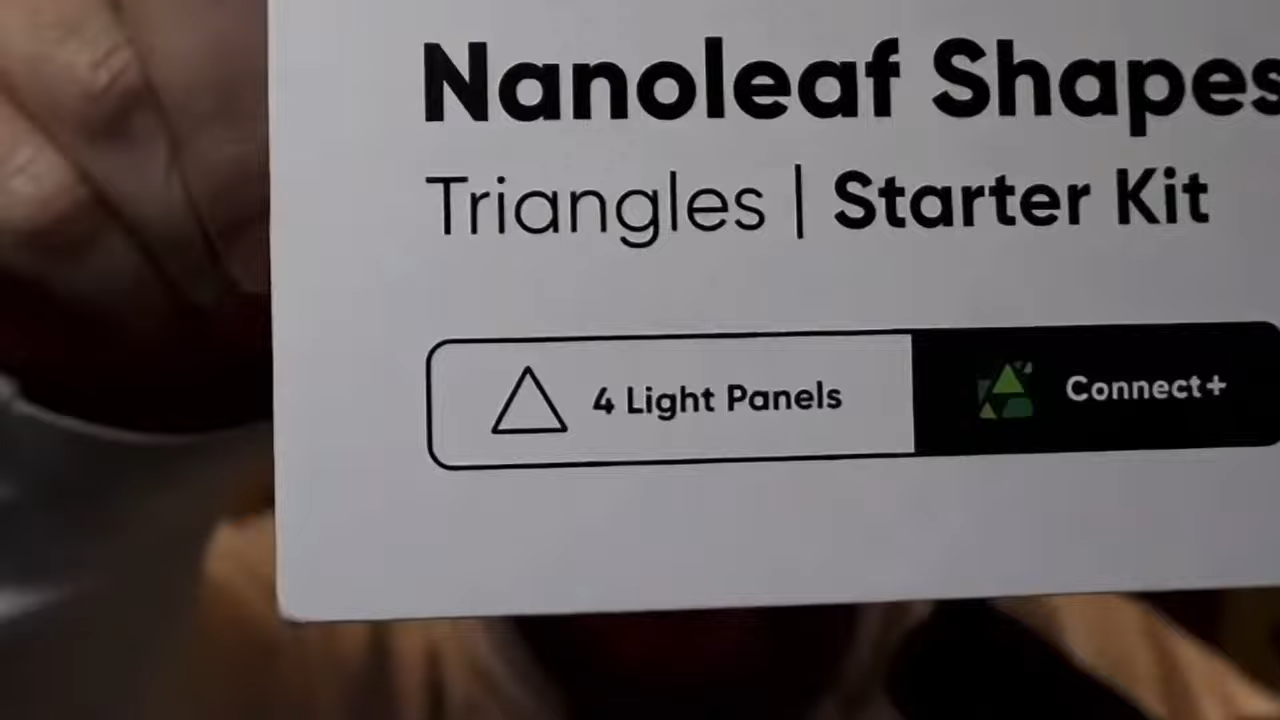 Nanoleaf Shapes
Triangles | Starter Kit
4 Light Panels
Connect+